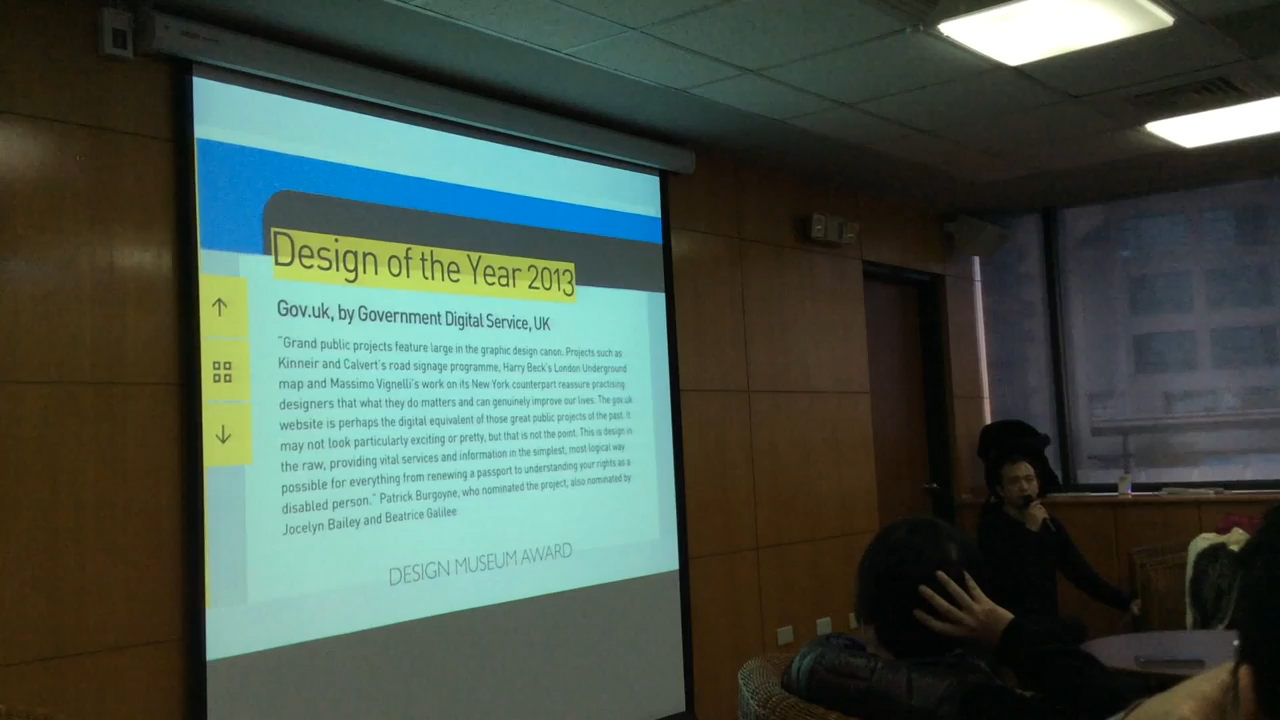 Design of the Year 2013
Gov.uk, by Government Digital Service, UK
"Grand public projects feature large in the graphic design canon. Projects such as
Kinneir and Calvert's road signage programme, Harry Beck's London Underground
map and Massimo Vignelli's work on its New York counterpart reassure practising
designers that what they do matters and can genuinely improve our lives. The gov.uk
website is perhaps the digital equivalent of those great public projects of the past. It
may not look particularly exciting or pretty, but that is not the point. This is design in
the raw, providing vital services and information in the simplest, most logical way
possible for everything from renewing a passport to understanding your rights as a
disabled person." Patrick Burgoyne, who nominated the project, also nominated by
Jocelyn Bailey and Beatrice Galilee
DESIGN MUSEUM AWARD